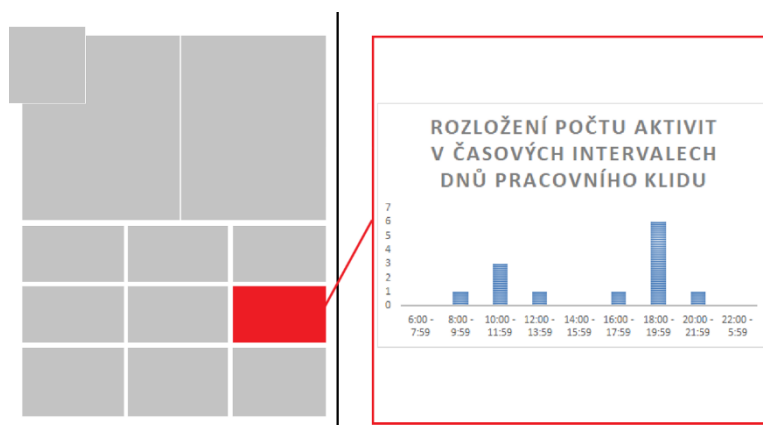 ROZLOŽENÍ POČTU AKTIVIT
V ČASOVÝCH INTERVALECH
DNŮ PRACOVNÍHO KLIDU
7
6
5
4
3
2
1
0
6:00 - 8:00 - 10:00 - 12:00 - 14:00 - 16:00 - 18:00 - 20:00 - 22:00 -
7:59 9:59 11:59 13:59 15:59 17:59 19:59 21:59 5:59